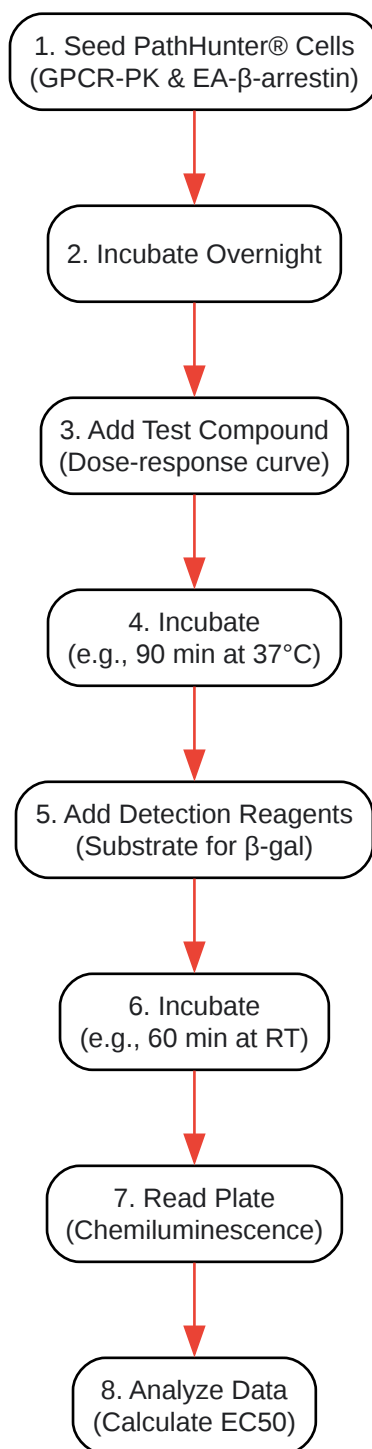 1. Seed PathHunter® Cells
(GPCR-PK & EA-β-arrestin)
2. Incubate Overnight
3. Add Test Compound
(Dose-response curve)
4. Incubate
(e.g., 90 min at 37°C)
5. Add Detection Reagents
(Substrate for β-gal)
6. Incubate
(e.g., 60 min at RT)
7. Read Plate
(Chemiluminescence)
8. Analyze Data
(Calculate EC50)